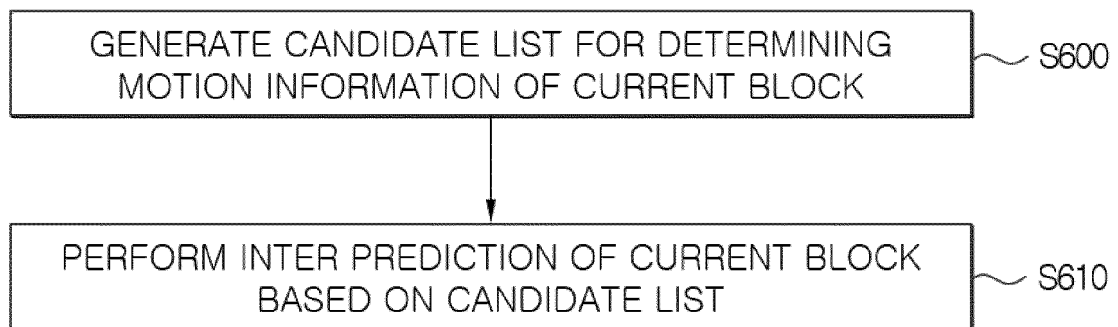 GENERATE CANDIDATE LIST FOR DETERMINING
MOTION INFORMATION OF CURRENT BLOCK
S600
PERFORM INTER PREDICTION OF CURRENT BLOCK
BASED ON CANDIDATE LIST
S610